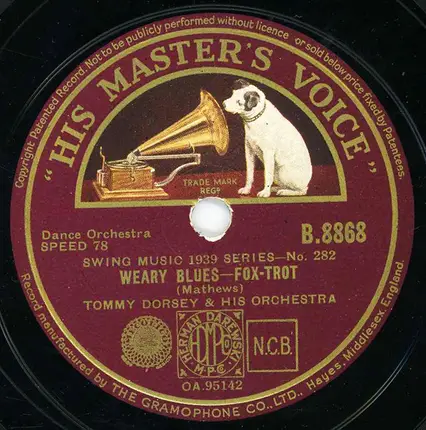 Copyright Patented Record. Not to be publicly performed without licence or sold below price fixed by Patentees.
"HIS MASTER'S VOICE"
TRADE MARK
REGD
Dance Orchestra
SPEED 78
B.8868
SWING MUSIC 1939 SERIES—No. 282
WEARY BLUES—FOX-TROT
(Mathews)
TOMMY DORSEY & HIS ORCHESTRA
HERMAN DAREWSKI
M.P.C.
N.C.B.
OA.95142
Record manufactured by THE GRAMOPHONE CO., LTD., Hayes, Middlesex, England.